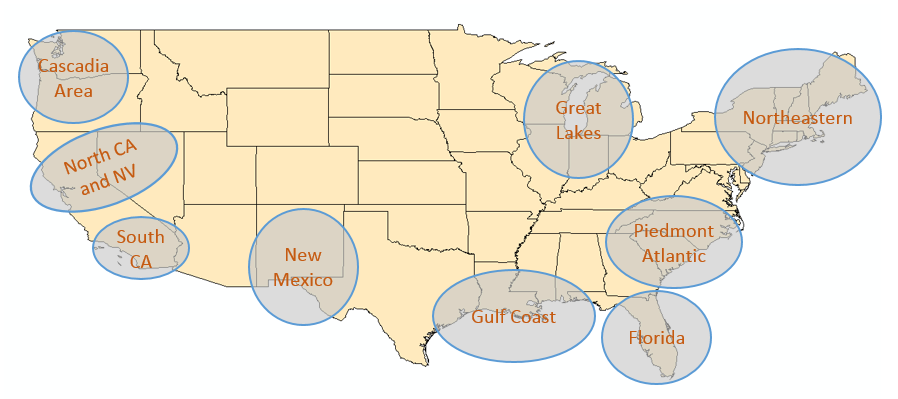 Cascadia
Area
North CA
and NV
South
CA
New
Mexico
Great
Lakes
Northeastern
Piedmont
Atlantic
Gulf Coast
Florida